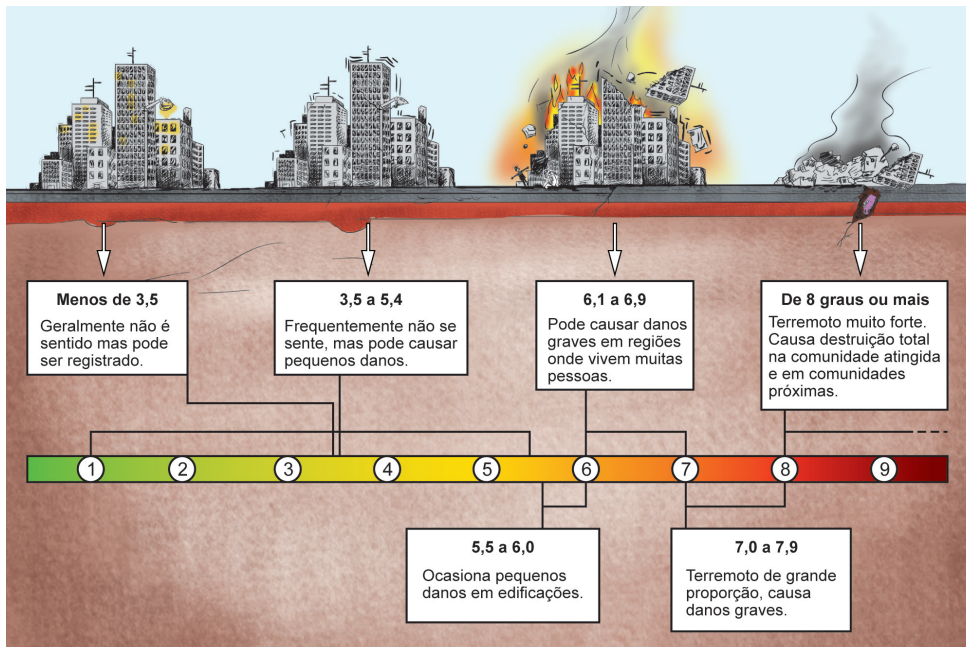 Menos de 3,5
Geralmente não é
sentido mas pode
ser registrado.
3,5 a 5,4
Frequentemente não se
sente, mas pode causar
pequenos danos.
6,1 a 6,9
Pode causar danos
graves em regiões
onde vivem muitas
pessoas.
De 8 graus ou mais
Terremoto muito forte.
Causa destruição total
na comunidade atingida
e em comunidades
próximas.
1 2 3 4 5 6 7 8 9
5,5 a 6,0
Ocasiona pequenos
danos em edificações.
7,0 a 7,9
Terremoto de grande
proporção, causa
danos graves.